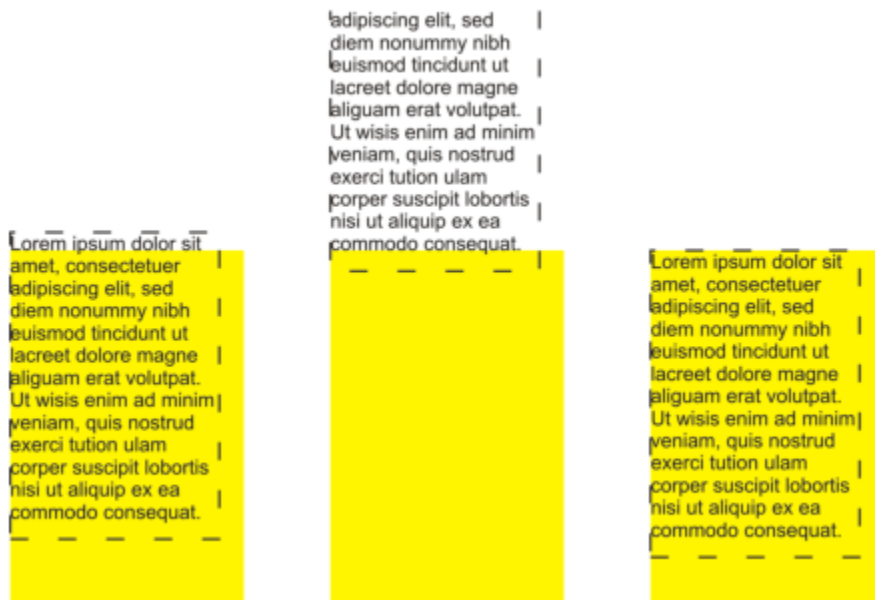 Lorem ipsum dolor sit
amet, consectetuer
adipiscing elit, sed
diem nonummy nibh
euismod tincidunt ut
lacreet dolore magne
aliguam erat volutpat.
Ut wisis enim ad minim
veniam, quis nostrud
exerci tution ulam
corper suscipit lobortis
nisi ut aliquip ex ea
commodo consequat.
adipiscing elit, sed
diem nonummy nibh
euismod tincidunt ut
lacreet dolore magne
aliguam erat volutpat.
Ut wisis enim ad minim
veniam, quis nostrud
exerci tution ulam
corper suscipit lobortis
nisi ut aliquip ex ea
commodo consequat.
Lorem ipsum dolor sit
amet, consectetuer
adipiscing elit, sed
diem nonummy nibh
euismod tincidunt ut
lacreet dolore magne
aliguam erat volutpat.
Ut wisis enim ad minim
veniam, quis nostrud
exerci tution ulam
corper suscipit lobortis
nisi ut aliquip ex ea
commodo consequat.